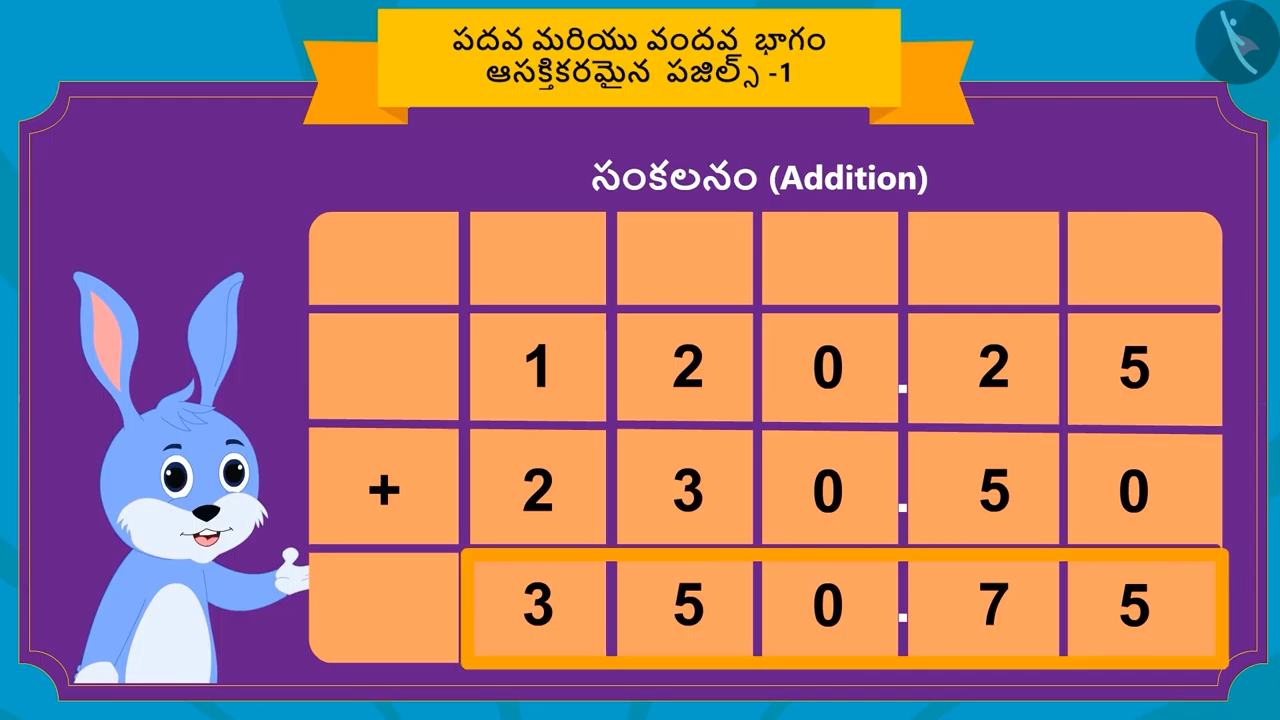 పదవ మరియు వందవ భాగం
ఆసక్తికరమైన పజిల్స్ -1
సంకలనం (Addition)
1 2 0 . 2 5
+ 2 3 0 . 5 0
3 5 0 . 7 5